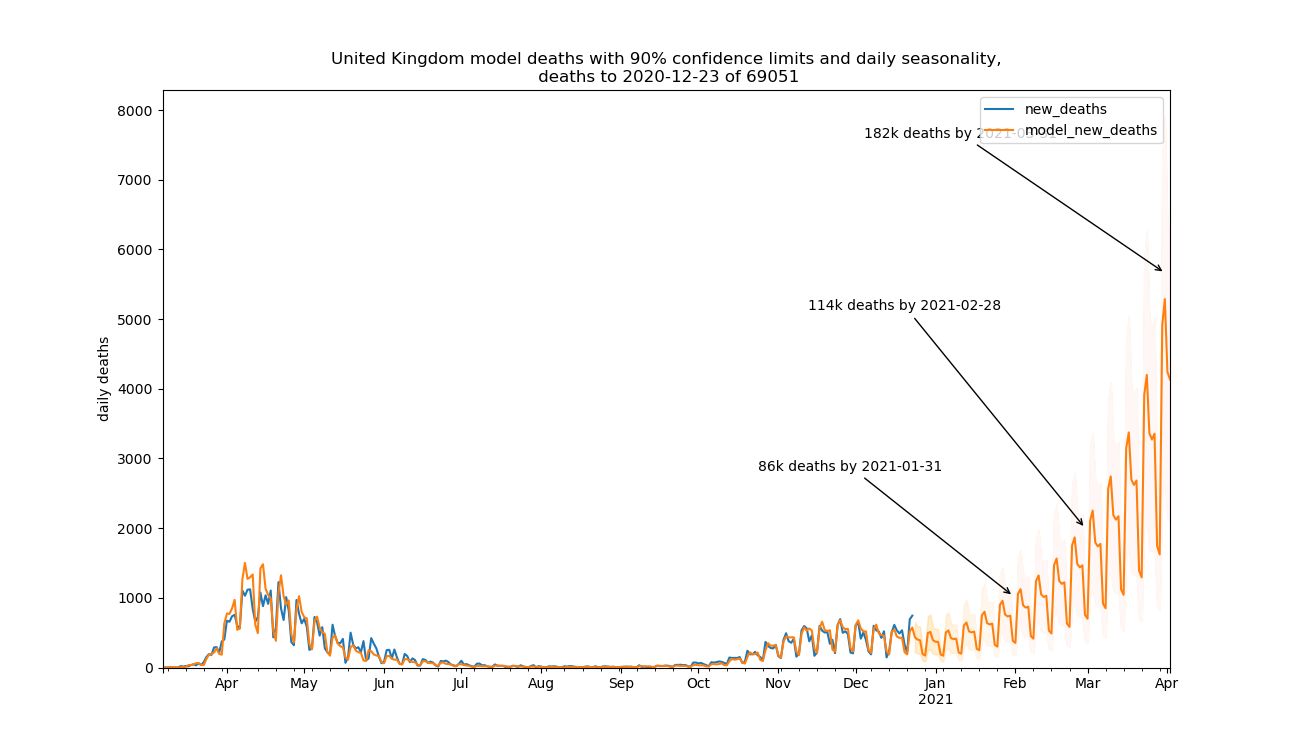 United Kingdom model deaths with 90% confidence limits and daily seasonality,
deaths to 2020-12-23 of 69051
8000
7000
6000
5000
4000
3000
2000
1000
0
daily deaths
new_deaths
model_new_deaths
182k deaths by
114k deaths by 2021-02-28
86k deaths by 2021-01-31
Apr May Jun Jul Aug Sep Oct Nov Dec Jan Feb Mar Apr
2021